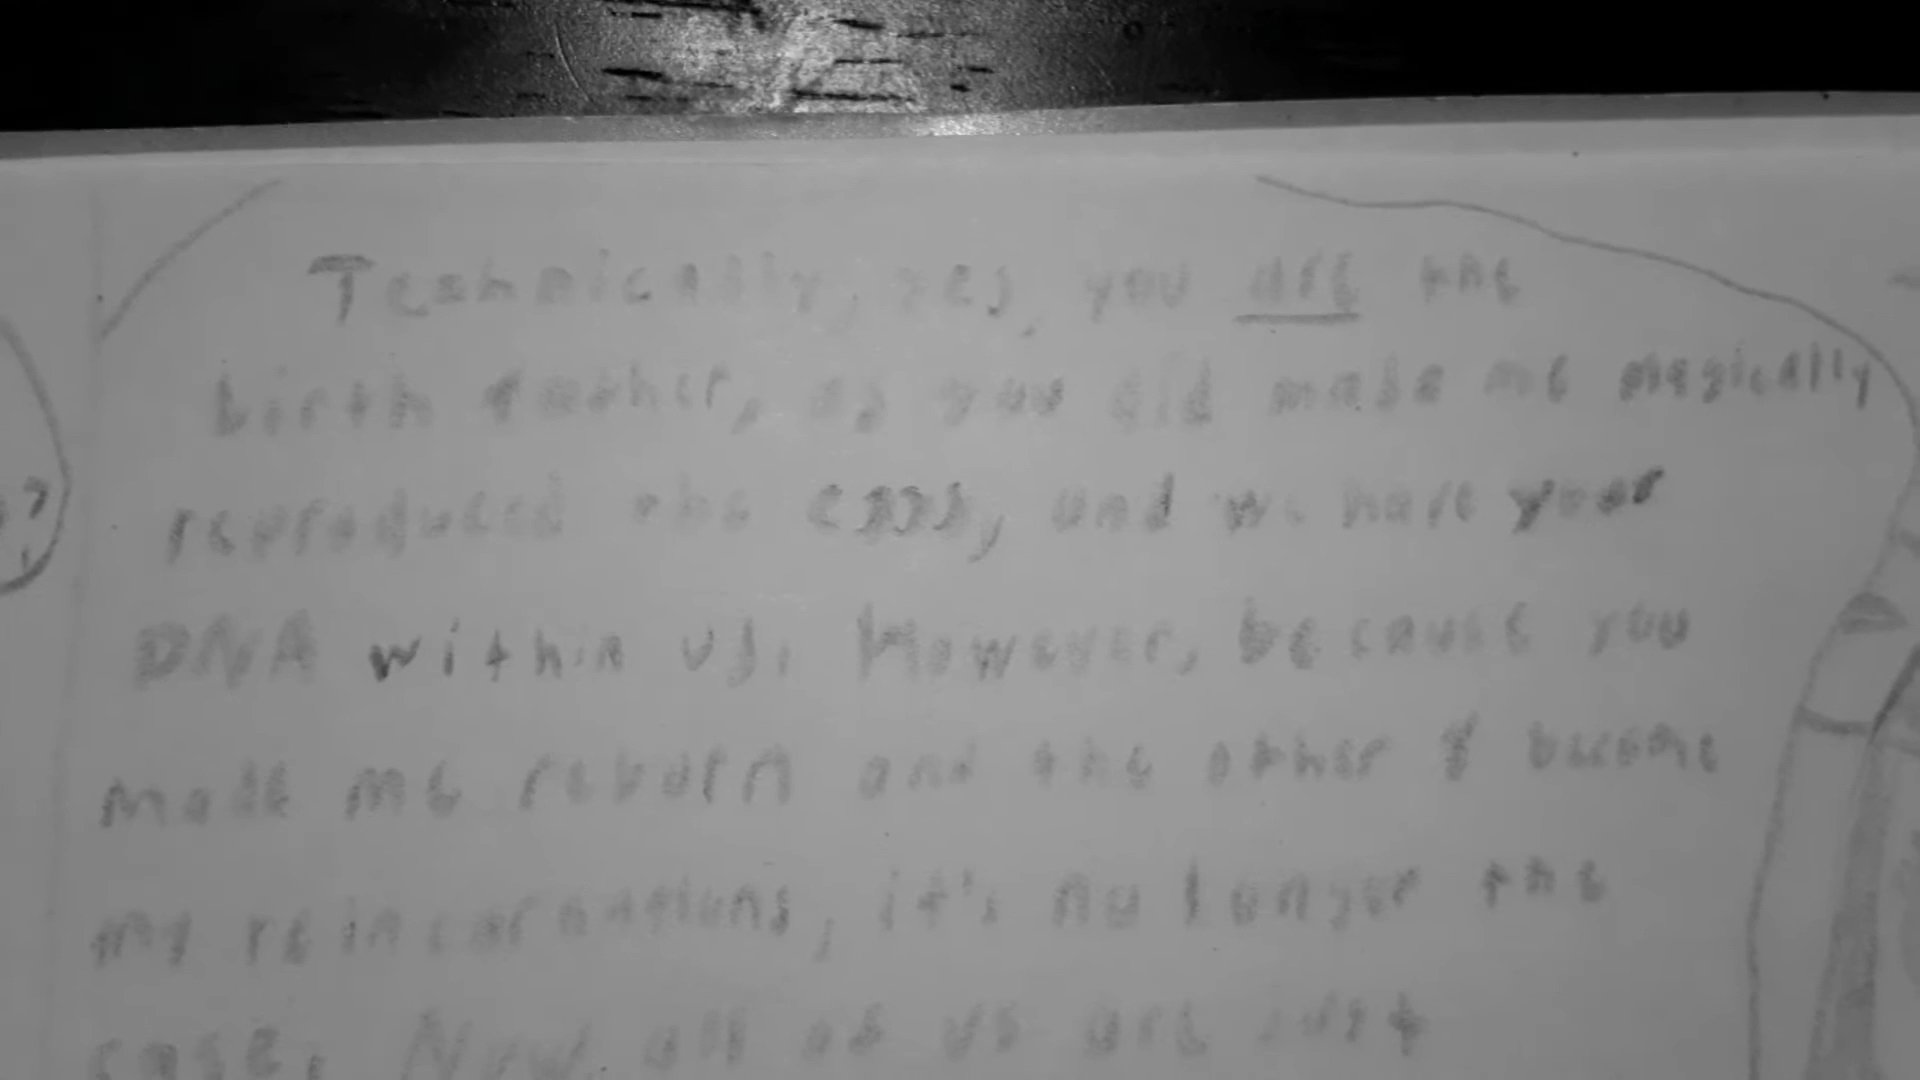 Technically, yes, you are the
birth father, as you did make me magically
reproduced the eggs, and we have your
DNA within us. However, because you
made me reborn and the other 8 become
my reincarnations, it's no longer the
case. Now all of us are just
?